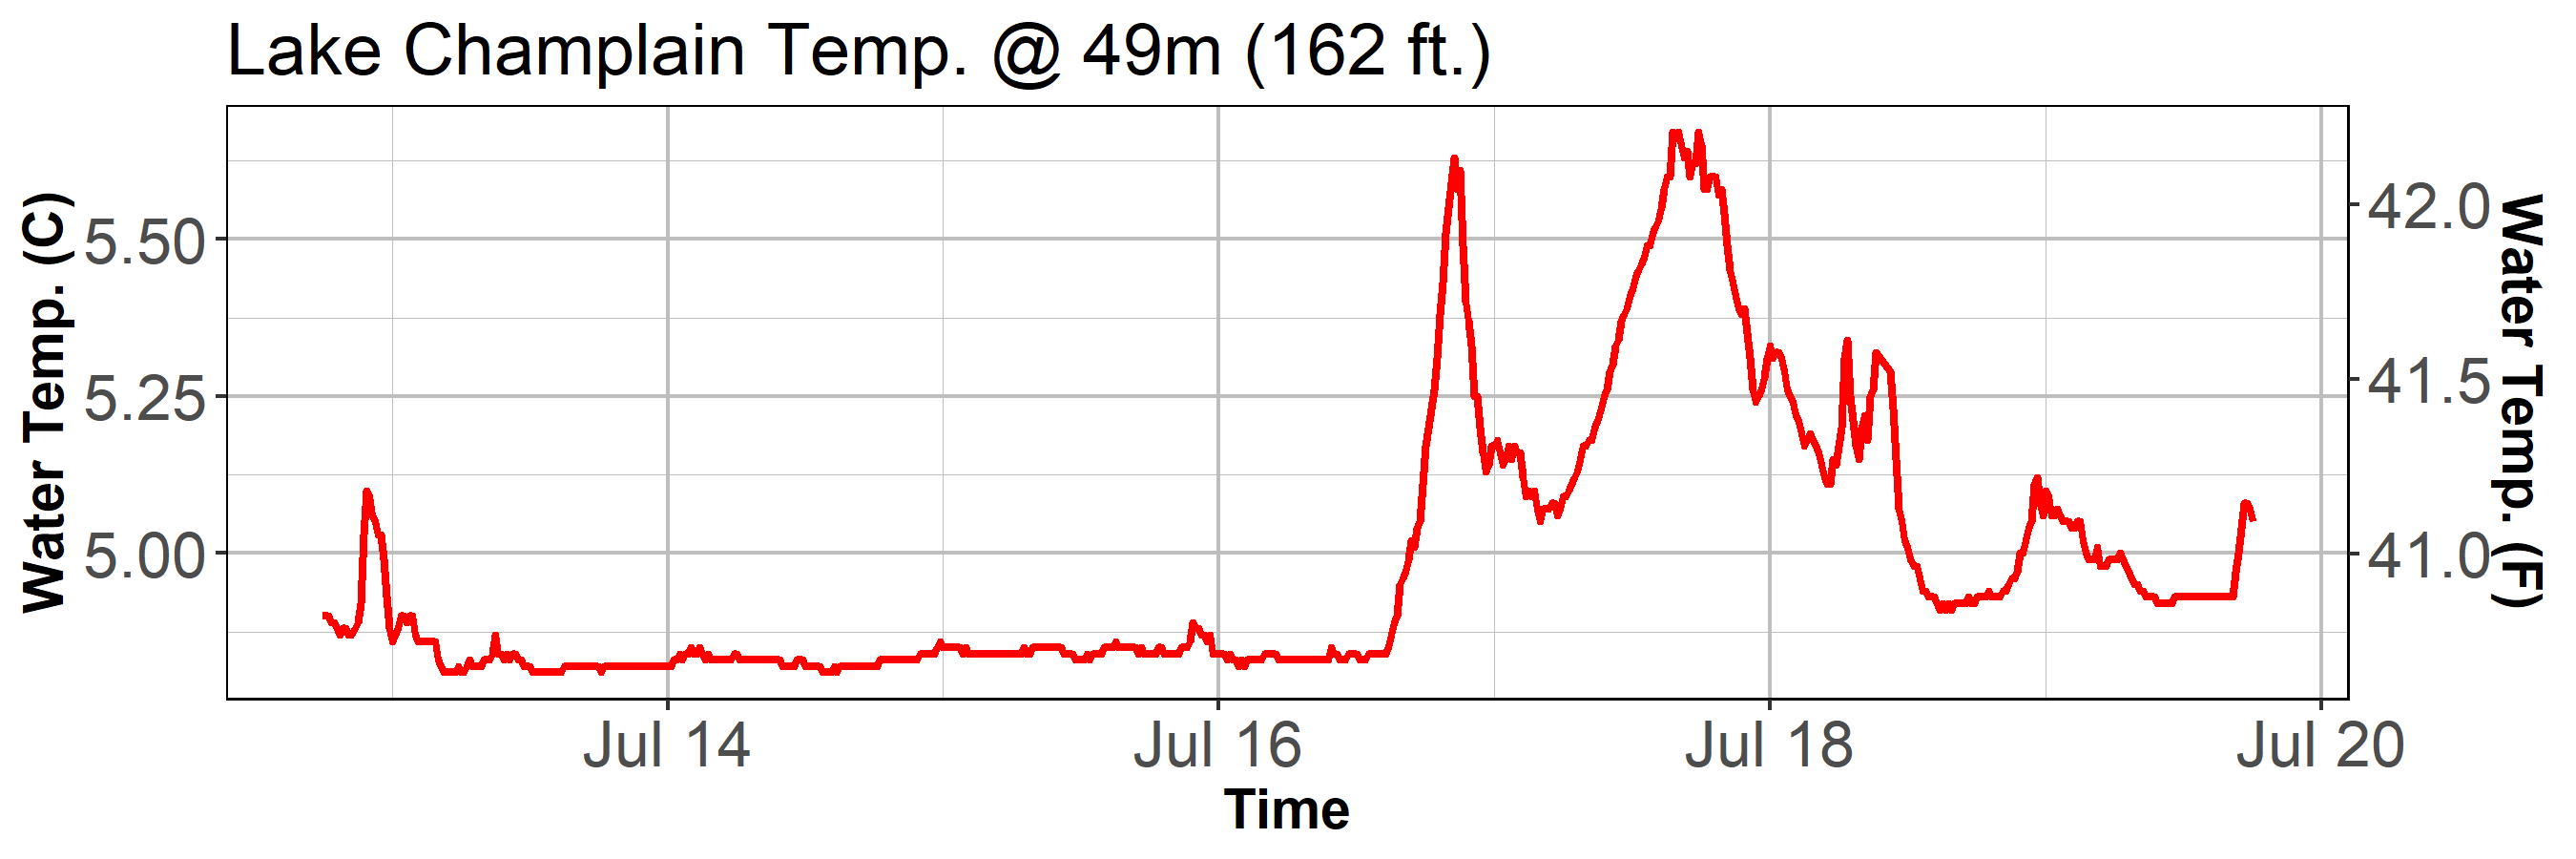 Lake Champlain Temp. @ 49m (162 ft.)
Water Temp. (C)
5.50
5.25
5.00
42.0
41.5
41.0
Water Temp. (F)
Jul 14
Jul 16
Jul 18
Jul 20
Time